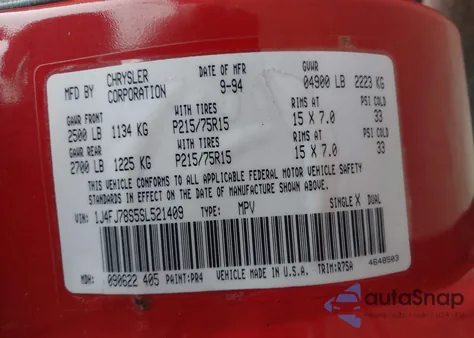 MFD BY CHRYSLER CORPORATION DATE OF MFR 9-94 GVWR 04900 LB 2223 KG
GAWR FRONT WITH TIRES RIMS AT PSI COLD
2500 LB 1134 KG P215/75R15 15 X 7.0 33
GAWR REAR WITH TIRES RIMS AT PSI COLD
2700 LB 1225 KG P215/75R15 15 X 7.0 33
THIS VEHICLE CONFORMS TO ALL APPLICABLE FEDERAL MOTOR VEHICLE SAFETY
STANDARDS IN EFFECT ON THE DATE OF MANUFACTURE SHOWN ABOVE.
VIN: 1J4FJ78S5SL521409 TYPE: MPV SINGLE X DUAL
MDH: 090622 405 PAINT:PR4 VEHICLE MADE IN U.S.A. TRIM:R7SA
4648503
autoSnap